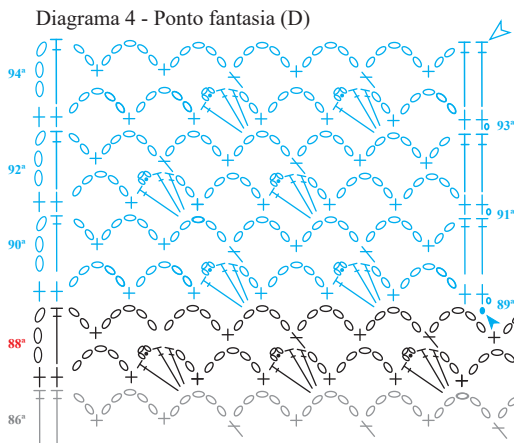 Diagrama 4 - Ponto fantasia (D)
94ª
93ª
92ª
91ª
90ª
89ª
88ª
86ª